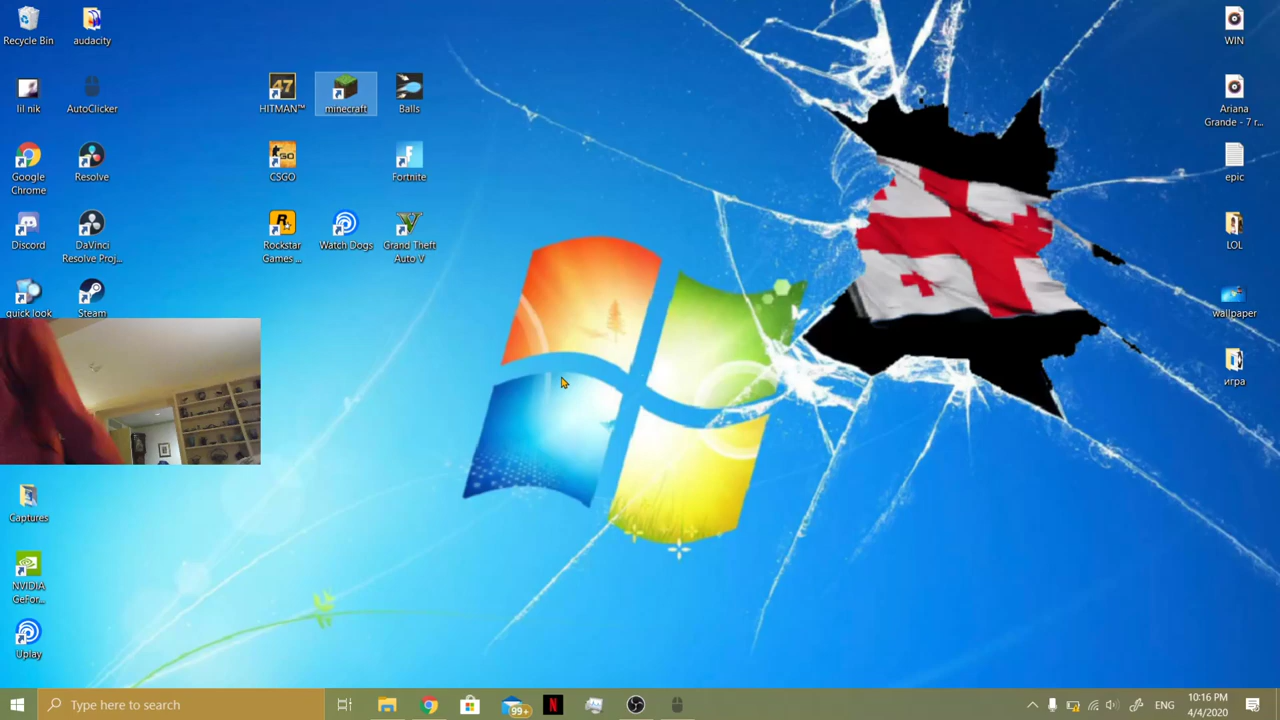 Recycle Bin
audacity
WIN
lil nik
AutoClicker
47
HITMAN™
minecraft
Balls
Ariana
Grande - 7 r...
Google
Chrome
Resolve
GO
CSGO
F
Fortnite
epic
Discord
DaVinci
Resolve Proj...
R
Rockstar
Games ...
Watch Dogs
V
Grand Theft
Auto V
LOL
quick look
Steam
wallpaper
игра
Captures
NVIDIA
GeFor...
Uplay
Type here to search
99+
N
ENG
10:16 PM
4/4/2020